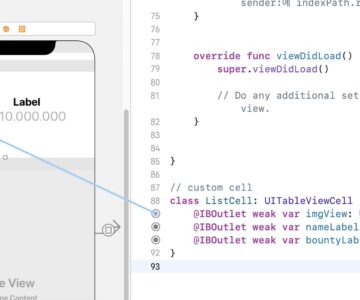 sender: indexPath.r
75 }
76
77
78 override func viewDidLoad()
79 super.viewDidLoad()
80
81 // Do any additional set
view.
82 }
83
84
85 }
86
87 // custom cell
88 class ListCell: UITableViewCell
89 @IBOutlet weak var imgView: U
90 @IBOutlet weak var nameLabel
91 @IBOutlet weak var bountyLab
92 }
93
Label
10.000.000
e View
e Content